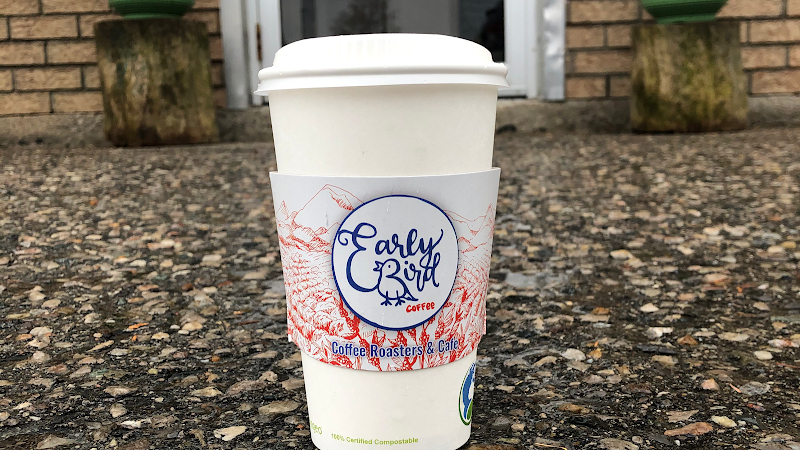 Early
Bird
coffee
Coffee Roasters & Cafe
100% Certified Compostable